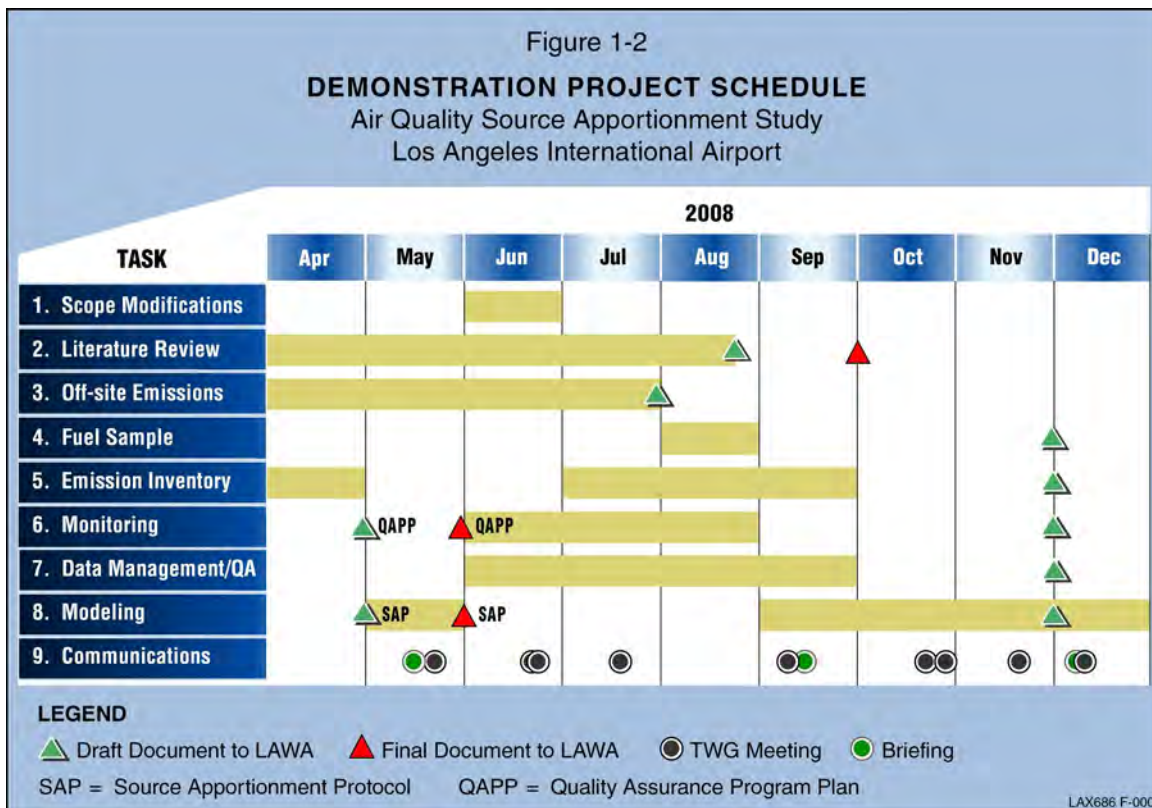 Figure 1-2
DEMONSTRATION PROJECT SCHEDULE
Air Quality Source Apportionment Study
Los Angeles International Airport
2008
TASK Apr May Jun Jul Aug Sep Oct Nov Dec
1. Scope Modifications
2. Literature Review
3. Off-site Emissions
4. Fuel Sample
5. Emission Inventory
6. Monitoring QAPP QAPP
7. Data Management/QA
8. Modeling SAP SAP
9. Communications
LEGEND
Draft Document to LAWA Final Document to LAWA TWG Meeting Briefing
SAP = Source Apportionment Protocol QAPP = Quality Assurance Program Plan
LAX686 F-000